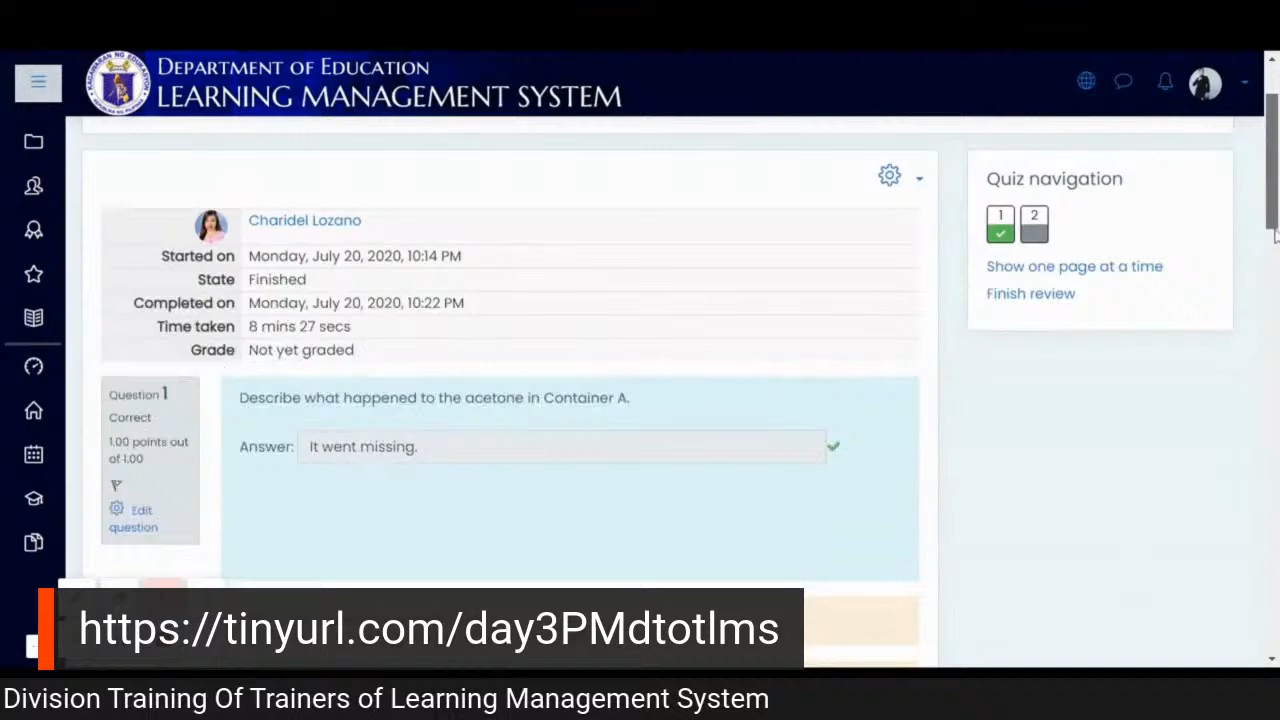 DEPARTMENT OF EDUCATION
LEARNING MANAGEMENT SYSTEM
Quiz navigation
1 2
Show one page at a time
Finish review
Charidel Lozano
Started on Monday, July 20, 2020, 10:14 PM
State Finished
Completed on Monday, July 20, 2020, 10:22 PM
Time taken 8 mins 27 secs
Grade Not yet graded
Question 1
Correct
1.00 points out
of 1.00
Edit
question
Describe what happened to the acetone in Container A.
Answer: It went missing.
https://tinyurl.com/day3PMdtotlms
Division Training Of Trainers of Learning Management System